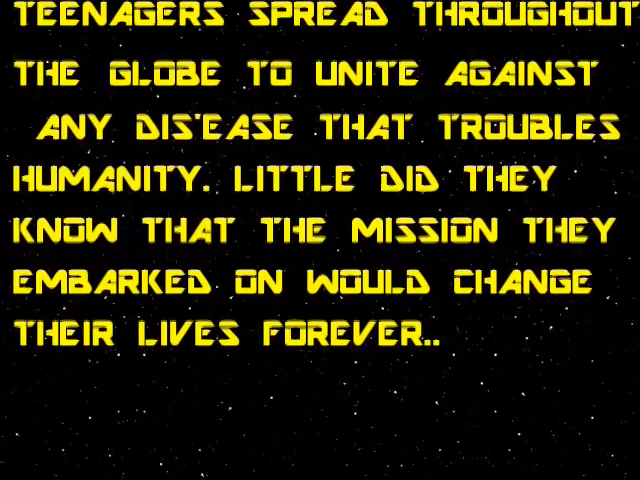 TEENAGERS SPREAD THROUGHOUT
THE GLOBE TO UNITE AGAINST
ANY DIS'EASE THAT TROUBLES
HUMANITY. LITTLE DID THEY
KNOW THAT THE MISSION THEY
EMBARKED ON WOULD CHANGE
THEIR LIVES FOREVER..